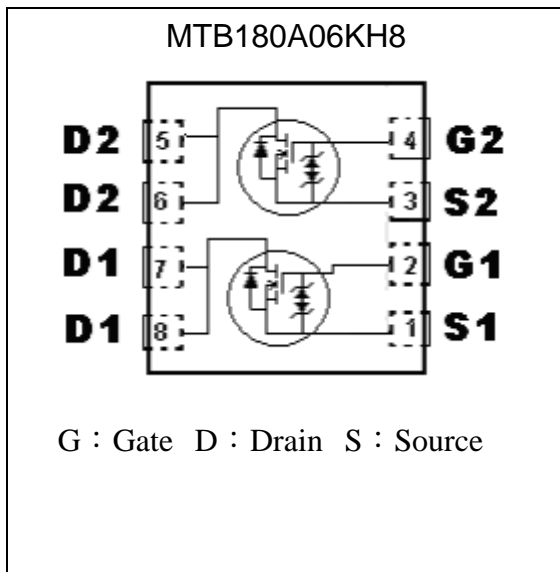 MTB180A06KH8
D2 5 4 G2
D2 6 3 S2
D1 7 2 G1
D1 8 1 S1
G：Gate D：Drain S：Source